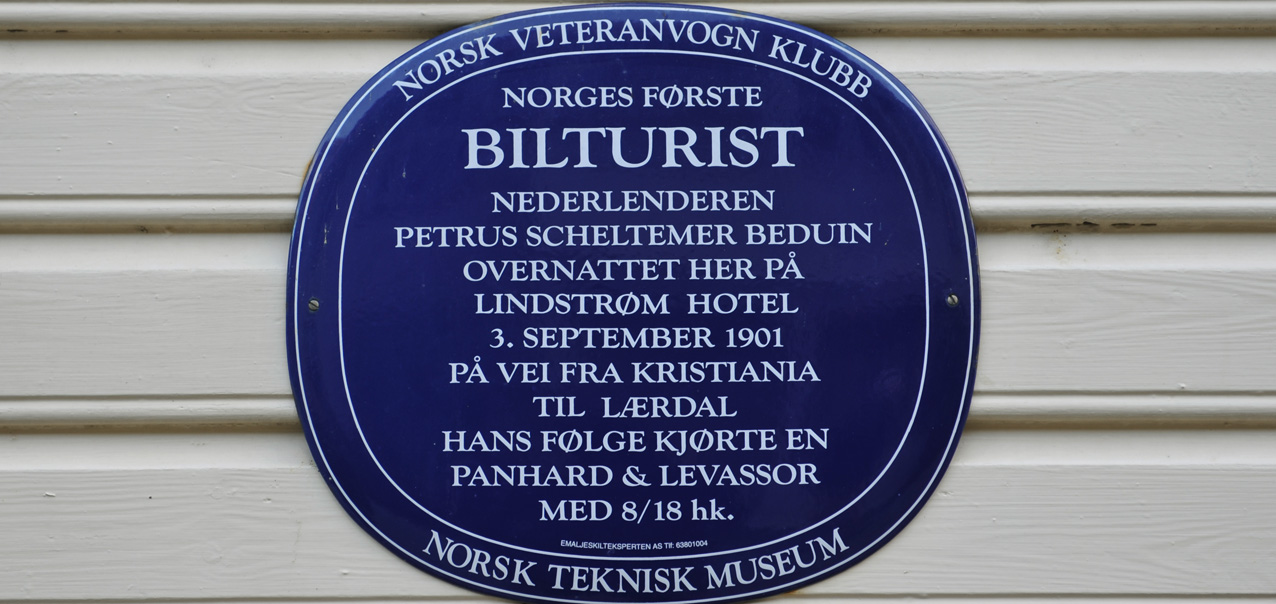 NORSK VETERANVOGN KLUBB
NORGES FØRSTE
BILTURIST
NEDERLENDEREN
PETRUS SCHELTEMER BEDUIN
OVERNATTET HER PÅ
LINDSTRØM HOTEL
3. SEPTEMBER 1901
PÅ VEI FRA KRISTIANIA
TIL LÆRDAL
HANS FØLGE KJØRTE EN
PANHARD & LEVASSOR
MED 8/18 hk.
EMALJESKILTEKSPERTEN AS Tlf: 63801004
NORSK TEKNISK MUSEUM